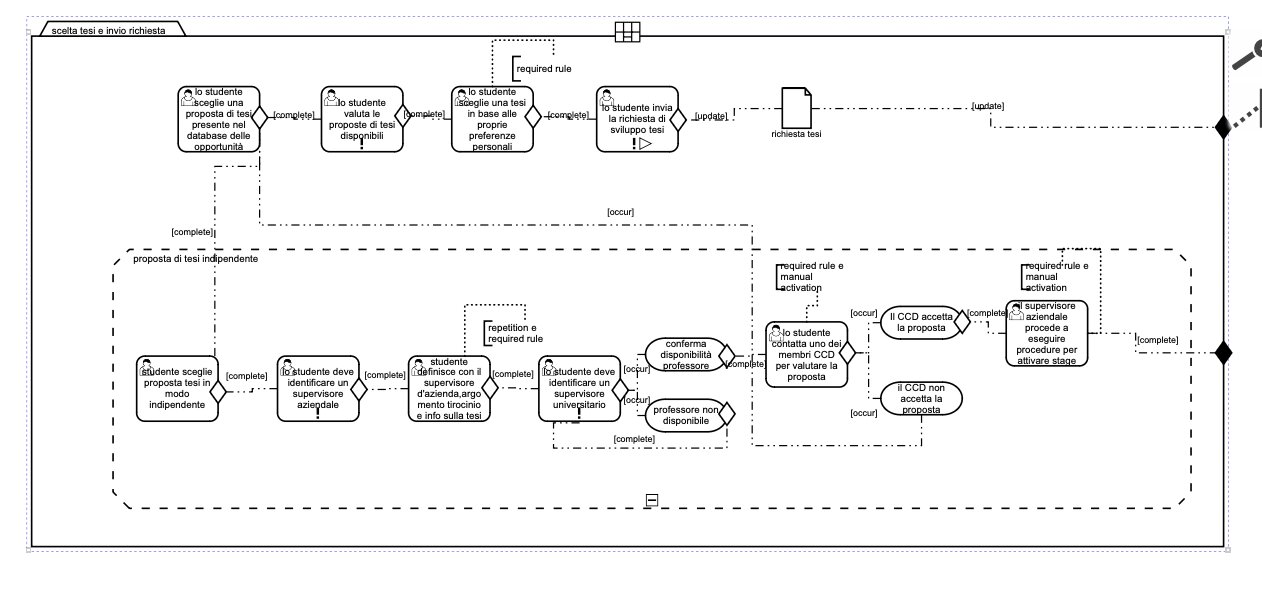 scelta tesi e invio richiesta
required rule
lo studente
sceglie una
proposta di tesi
presente nel
database delle
opportunità
[complete]
lo studente
valuta le
proposte di tesi
disponibili
!
[complete]
lo studente
sceglie una tesi
in base alle
proprie
preferenze
personali
[complete]
lo studente invia
la richiesta di
sviluppo tesi
!
[update]
richiesta tesi
[update]
[occur]
[complete]
proposta di tesi indipendente
studente sceglie
proposta tesi in
modo
indipendente
[complete]
lo studente deve
identificare un
supervisore
aziendale
!
[complete]
studente
definisce con il
supervisore
d'azienda,argo
mento tirocinio
e info sulla tesi
[complete]
repetition e
required rule
lo studente deve
identificare un
supervisore
universitario
!
[occur]
[occur]
conferma
disponibilità
professore
professore non
disponibile
[complete]
[complete]
required rule e
manual
activation
lo studente
contatta uno dei
membri CCD
per valutare la
proposta
[occur]
[occur]
Il CCD accetta
la proposta
il CCD non
accetta la
proposta
[complete]
required rule e
manual
activation
il supervisore
aziendale
procede a
eseguire
procedure per
attivare stage
[complete]